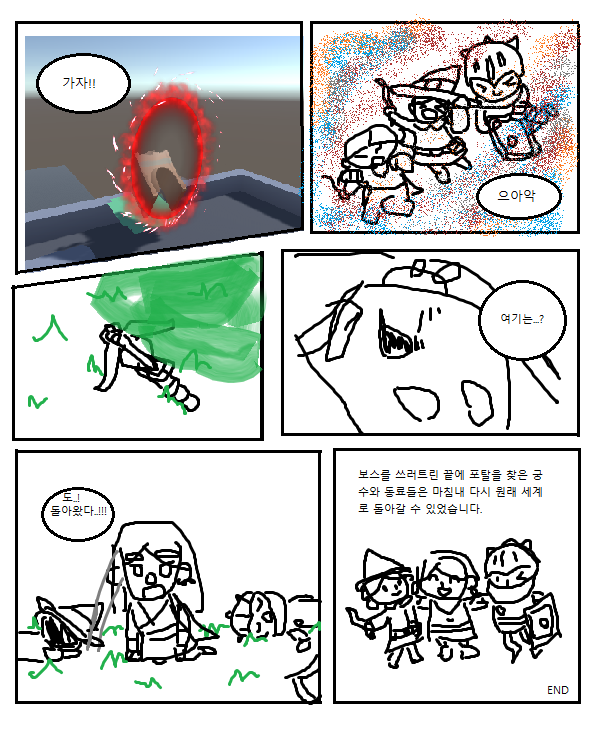 가자!!
으아악
여기는...?
도..!
돌아왔다..!!!
보스를 쓰러트린 끝에 포탈을 찾은 궁
수와 동료들은 마침내 다시 원래 세계
로 돌아갈 수 있었습니다.
END